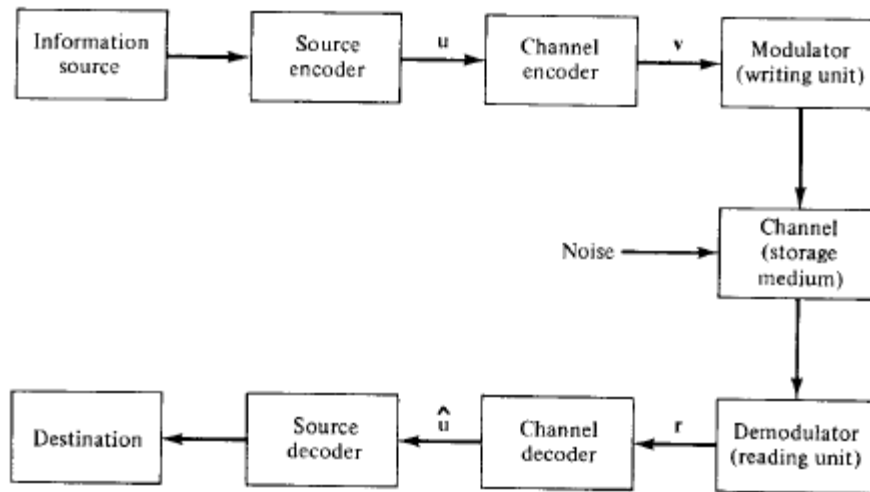 Information
source
Source
encoder
u
Channel
encoder
v
Modulator
(writing unit)
Noise
Channel
(storage
medium)
Destination
Source
decoder
û
Channel
decoder
r
Demodulator
(reading unit)